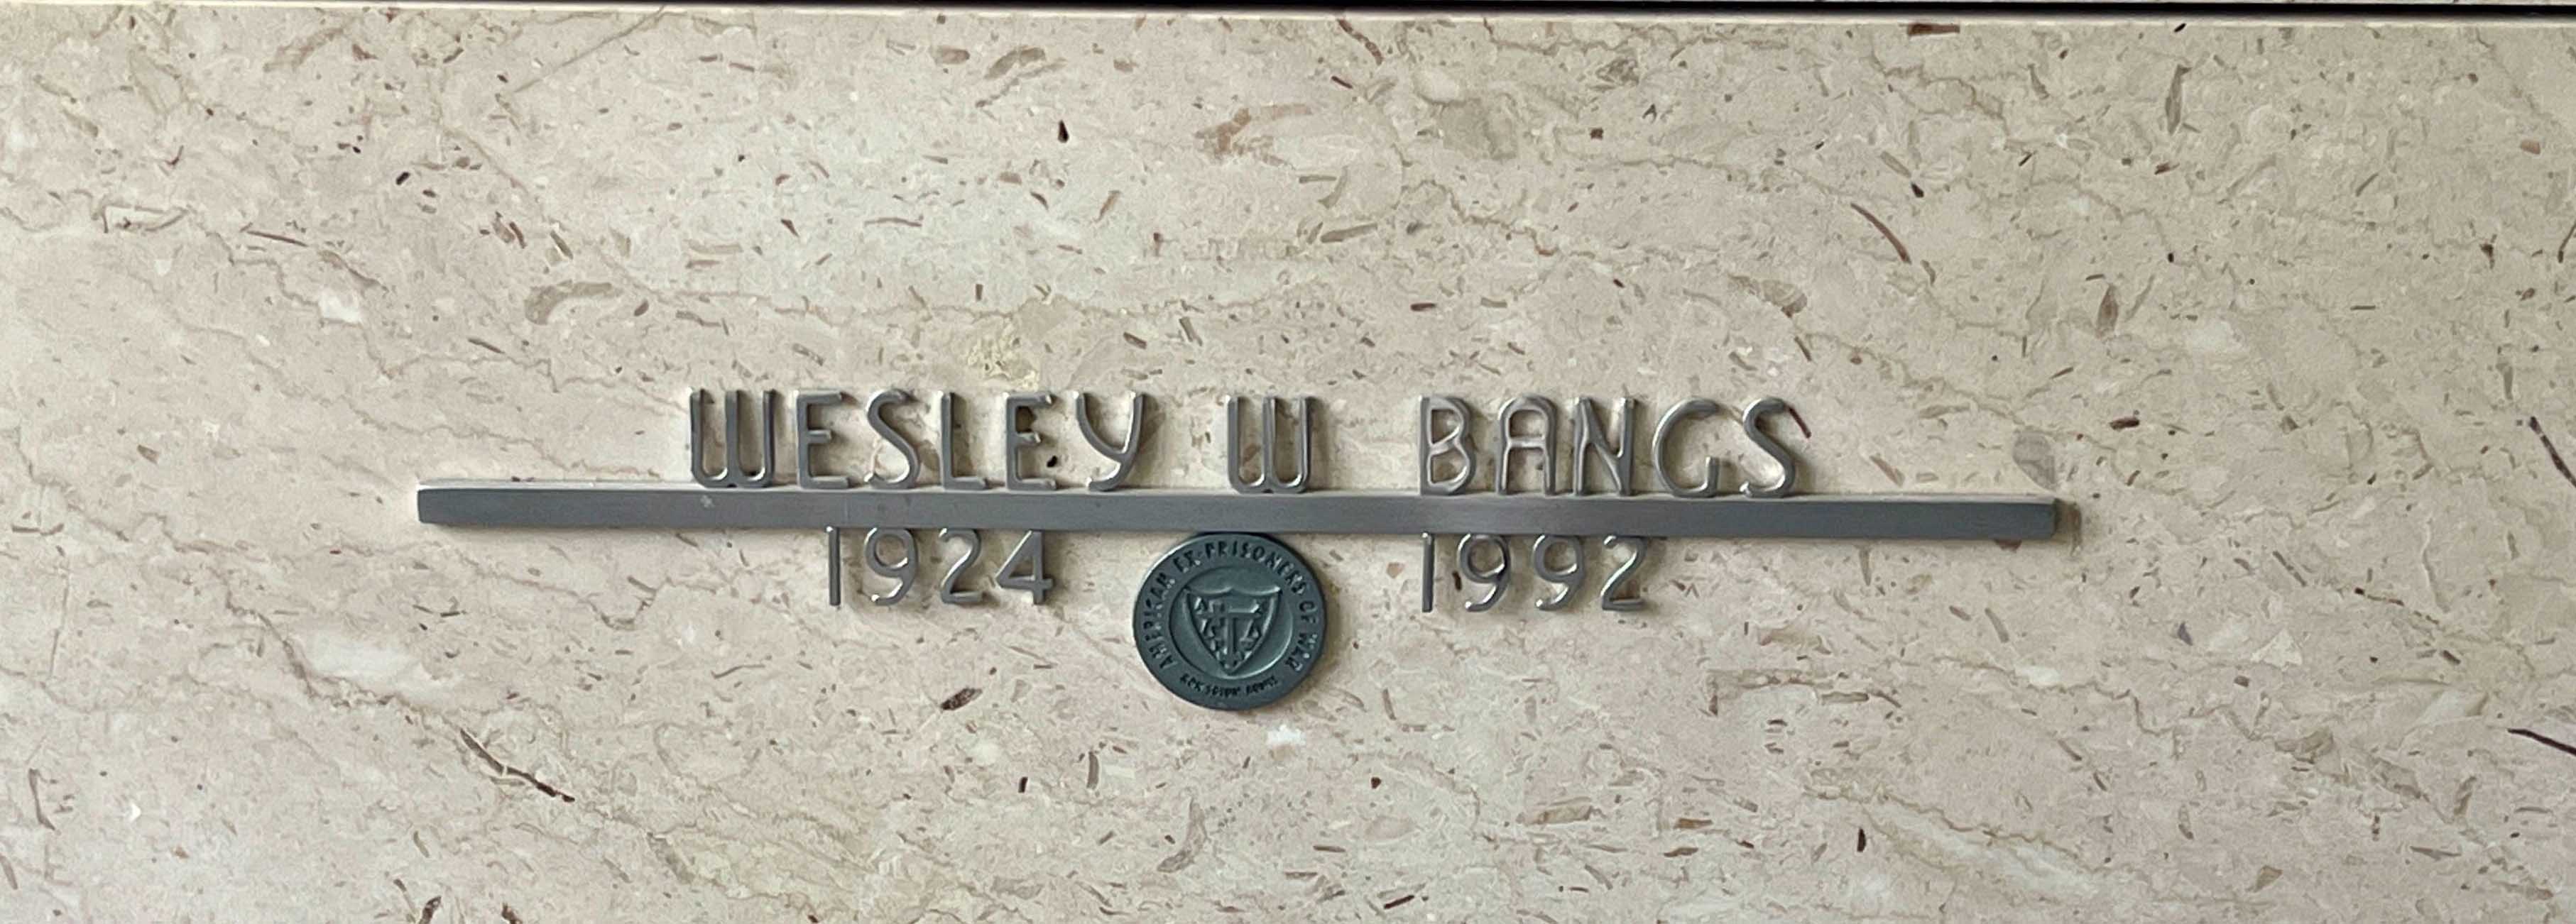 WESLEY W BANGS
1924 1992
AMERICAN EX-PRISONERS OF WAR